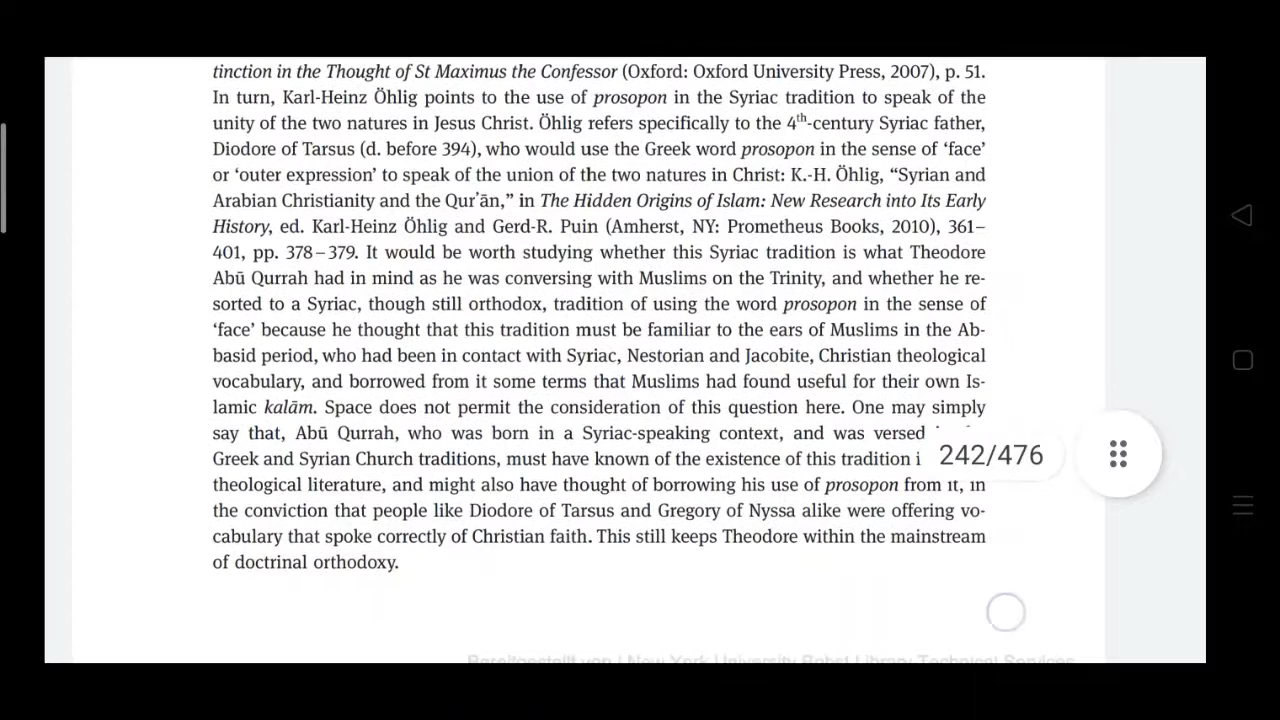 tinction in the Thought of St Maximus the Confessor (Oxford: Oxford University Press, 2007), p. 51.
In turn, Karl-Heinz Öhlig points to the use of prosopon in the Syriac tradition to speak of the
unity of the two natures in Jesus Christ. Öhlig refers specifically to the 4th-century Syriac father,
Diodore of Tarsus (d. before 394), who would use the Greek word prosopon in the sense of ‘face’
or ‘outer expression’ to speak of the union of the two natures in Christ: K.-H. Öhlig, “Syrian and
Arabian Christianity and the Qurʾān,” in The Hidden Origins of Islam: New Research into Its Early
History, ed. Karl-Heinz Öhlig and Gerd-R. Puin (Amherst, NY: Prometheus Books, 2010), 361–
401, pp. 378–379. It would be worth studying whether this Syriac tradition is what Theodore
Abū Qurrah had in mind as he was conversing with Muslims on the Trinity, and whether he re-
sorted to a Syriac, though still orthodox, tradition of using the word prosopon in the sense of
‘face’ because he thought that this tradition must be familiar to the ears of Muslims in the Ab-
basid period, who had been in contact with Syriac, Nestorian and Jacobite, Christian theological
vocabulary, and borrowed from it some terms that Muslims had found useful for their own Is-
lamic kalām. Space does not permit the consideration of this question here. One may simply
say that, Abū Qurrah, who was born in a Syriac-speaking context, and was versed
Greek and Syrian Church traditions, must have known of the existence of this tradition
242/476
theological literature, and might also have thought of borrowing his use of prosopon from it, in
the conviction that people like Diodore of Tarsus and Gregory of Nyssa alike were offering vo-
cabulary that spoke correctly of Christian faith. This still keeps Theodore within the mainstream
of doctrinal orthodoxy.
Bereitgestellt von | New York University Bobst Library Technical Services